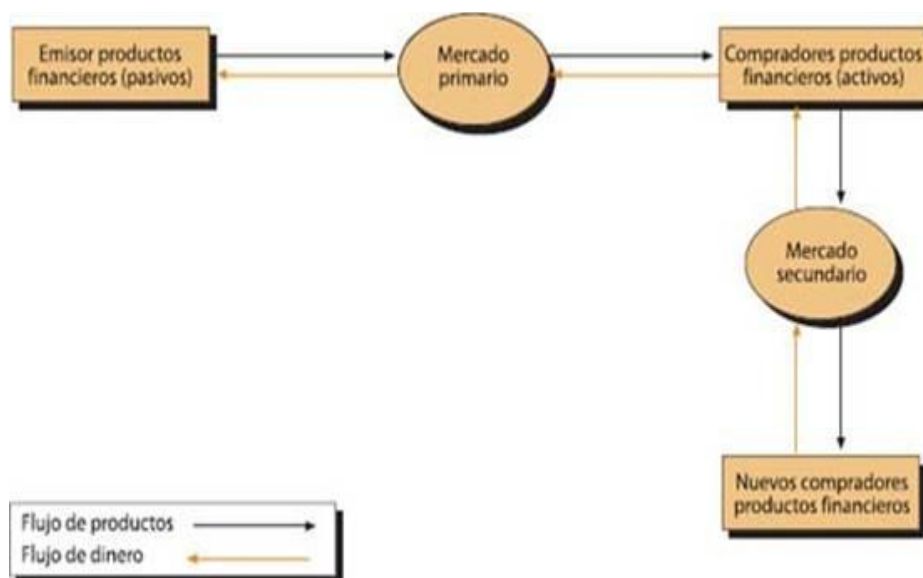 Emisor productos
financieros (pasivos)
Mercado
primario
Compradores productos
financieros (activos)
Mercado
secundario
Nuevos compradores
productos financieros
Flujo de productos
Flujo de dinero